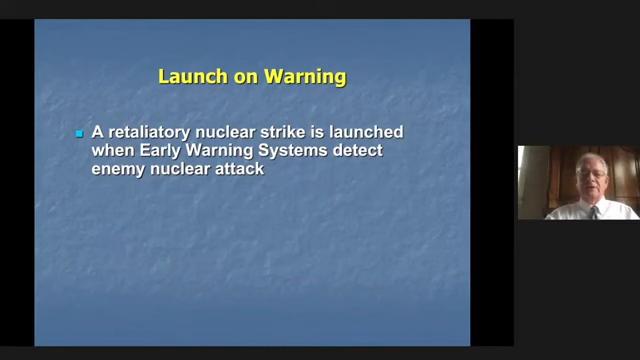 Launch on Warning
A retaliatory nuclear strike is launched
when Early Warning Systems detect
enemy nuclear attack